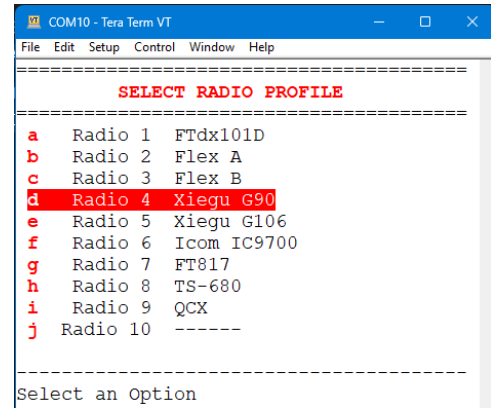 COM10 - Tera Term VT
File Edit Setup Control Window Help
========================================
SELECT RADIO PROFILE
========================================
a Radio 1 FTdx101D
b Radio 2 Flex A
c Radio 3 Flex B
d Radio 4 Xiegu G90
e Radio 5 Xiegu G106
f Radio 6 Icom IC9700
g Radio 7 FT817
h Radio 8 TS-680
i Radio 9 QCX
j Radio 10 ------
----------------------------------------
Select an Option